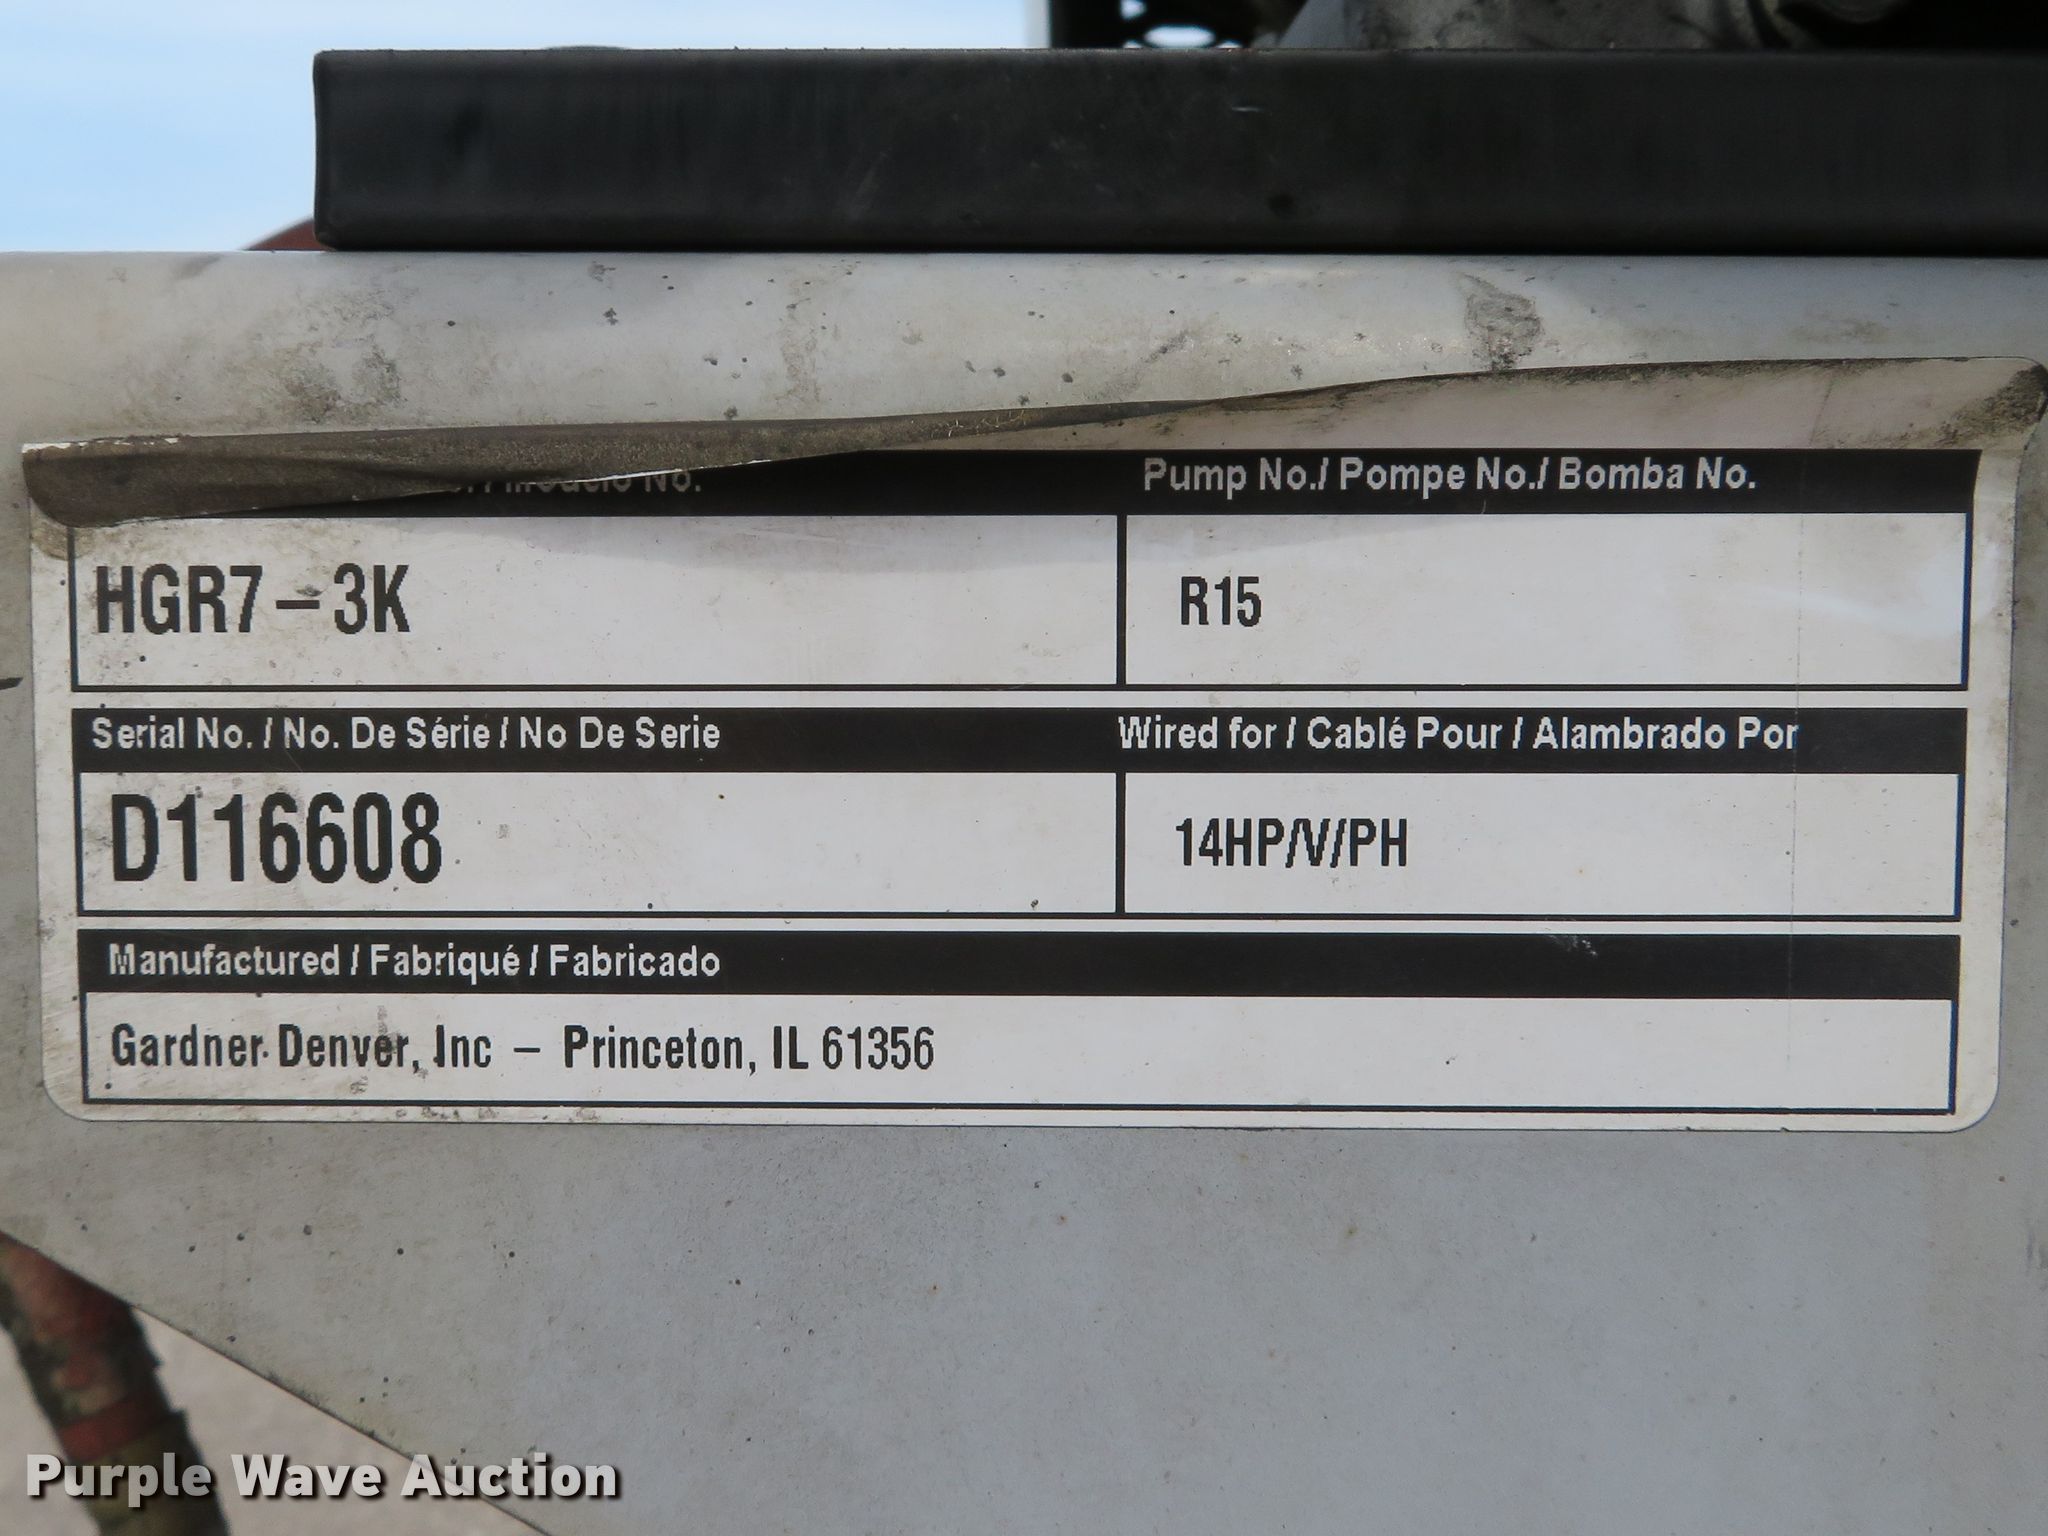 No.
Pump No./ Pompe No./ Bomba No.
HGR7 – 3K
R15
Serial No. / No. De Série / No De Serie
Wired for / Cablé Pour / Alambrado Por
D116608
14HP/V/PH
Manufactured / Fabriqué / Fabricado
Gardner Denver, Inc – Princeton, IL 61356
Purple Wave Auction